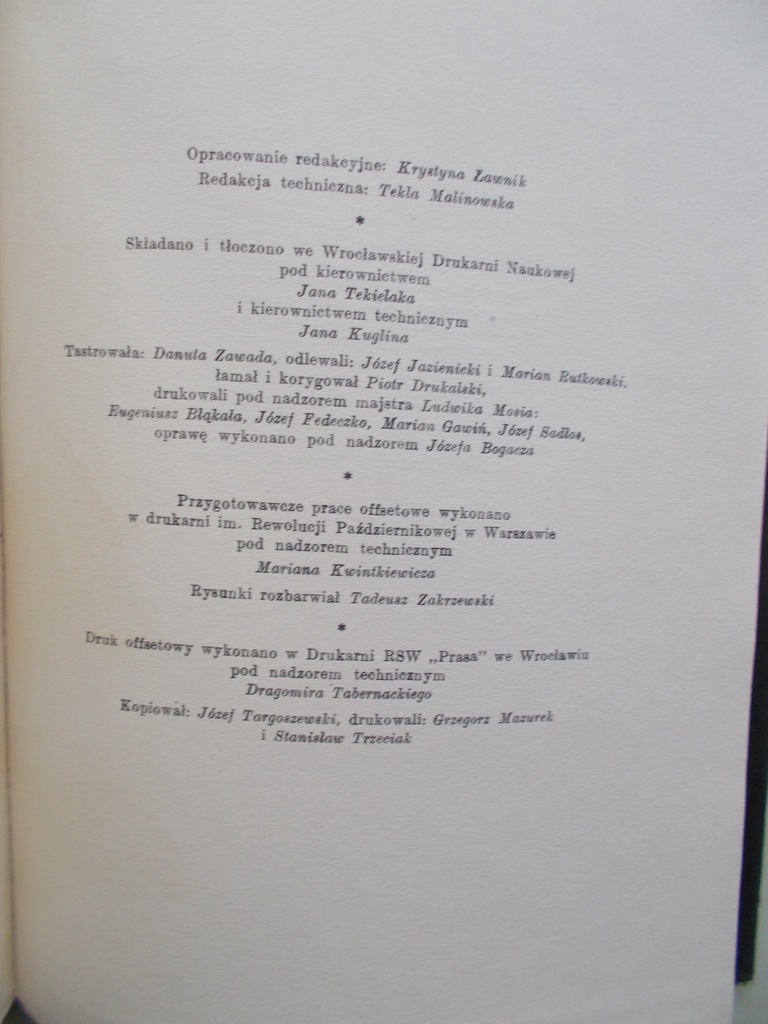 Opracowanie redakcyjne: Krystyna Ławnik
Redakcja techniczna: Tekla Malinowska
*
Składano i tłoczono we Wrocławskiej Drukarni Naukowej
pod kierownictwem
Jana Tekielaka
i kierownictwem technicznym
Jana Kuglina
Tastrowała: Danuta Zawada, odlewali: Józef Jazienicki i Marian Rutkowski,
łamał i korygował Piotr Drukalski,
drukowali pod nadzorem majstra Ludwika Mosia:
Eugeniusz Błąkała, Józef Fedeczko, Marian Gawiń, Józef Sadłos,
oprawę wykonano pod nadzorem Józefa Bogacza
*
Przygotowawcze prace offsetowe wykonano
w drukarni im. Rewolucji Październikowej w Warszawie
pod nadzorem technicznym
Mariana Kwintkiewicza
Rysunki rozbarwiał Tadeusz Zakrzewski
*
Druk offsetowy wykonano w Drukarni RSW „Prasa” we Wrocławiu
pod nadzorem technicznym
Dragomira Tabernackiego
Kopiował: Józef Targoszewski, drukowali: Grzegorz Mazurek
i Stanisław Trzeciak